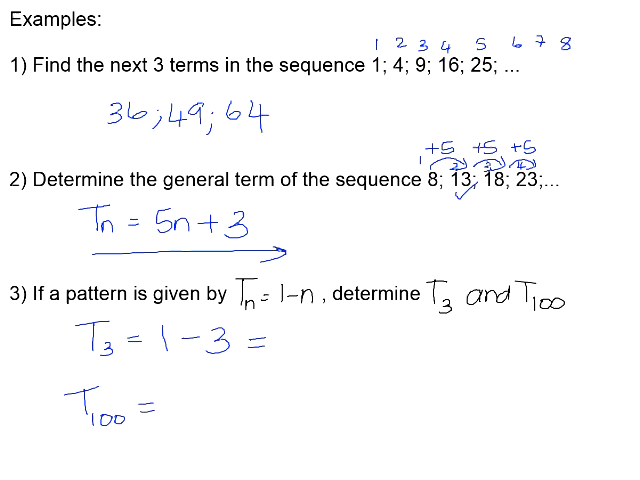 Examples:
1 2 3 4 5 6 7 8
1) Find the next 3 terms in the sequence 1; 4; 9; 16; 25; ...
36; 49; 64
+5 +5 +5
1 2 3 4
2) Determine the general term of the sequence 8; 13; 18; 23;...
Tn = 5n + 3
3) If a pattern is given by Tn = 1-n , determine T3 and T100
T3 = 1 - 3 =
T100 =